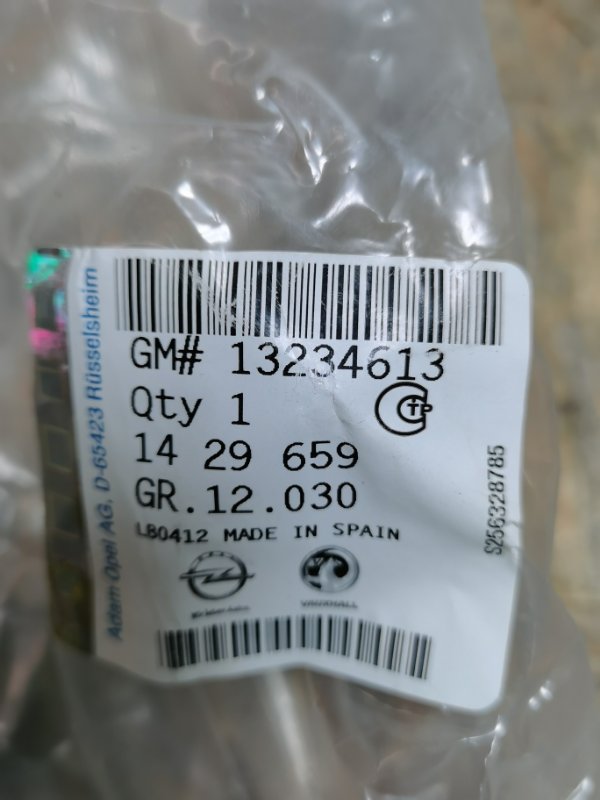 GM# 13234613
Qty 1
14 29 659
GR.12.030
L80412 MADE IN SPAIN
VAUXHALL
Adam Opel AG, D-65423 Rüsselsheim
S256328785